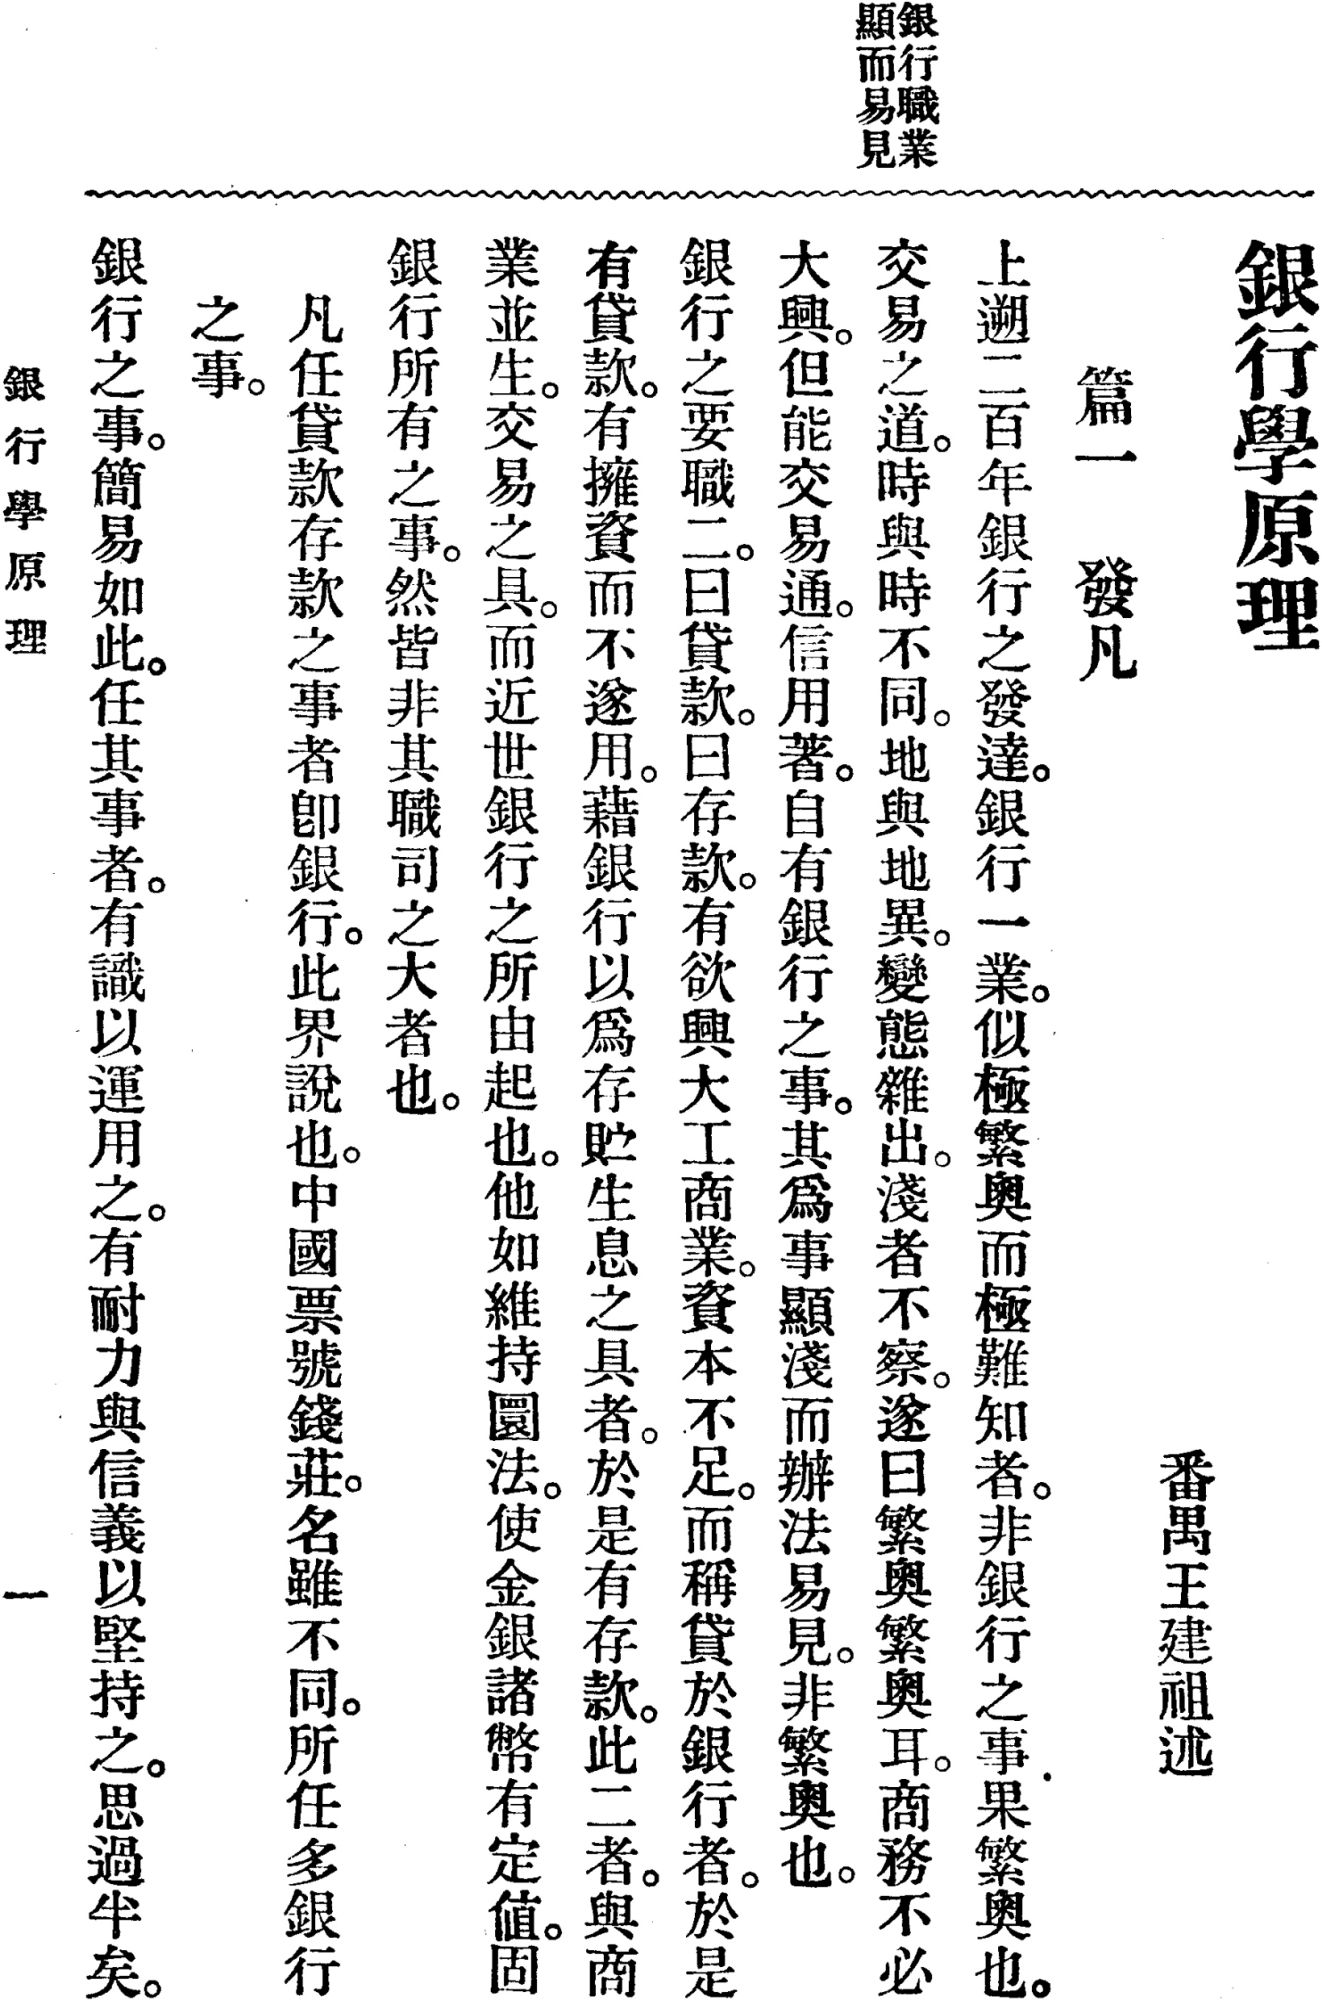 銀行職業
顯而易見
銀行學原理
番禺王建祖述
篇一　發凡
上遡二百年銀行之發達。銀行一業。似極繁奧而極難知者。非銀行之事果繁奧也。
交易之道。時與時不同。地與地異。變態雜出。淺者不察。遂曰繁奧繁奧耳。商務不必
大興。但能交易通。信用著。自有銀行之事。其爲事顯淺而辦法易見。非繁奧也。
銀行之要職二。曰貸款。曰存款。有欲興大工商業。資本不足。而稱貸於銀行者。於是
有貸款。有擁資而不遂用。藉銀行以爲存貯生息之具者。於是有存款。此二者。與商
業並生。交易之具。而近世銀行之所由起也。他如維持圜法。使金銀諸幣有定値。固
銀行所有之事。然皆非其職司之大者也。
凡任貸款存款之事者卽銀行。此界說也。中國票號錢莊。名雖不同。所任多銀行
之事。
銀行之事。簡易如此。任其事者。有識以運用之。有耐力與信義以堅持之。思過半矣。
銀行學原理
一